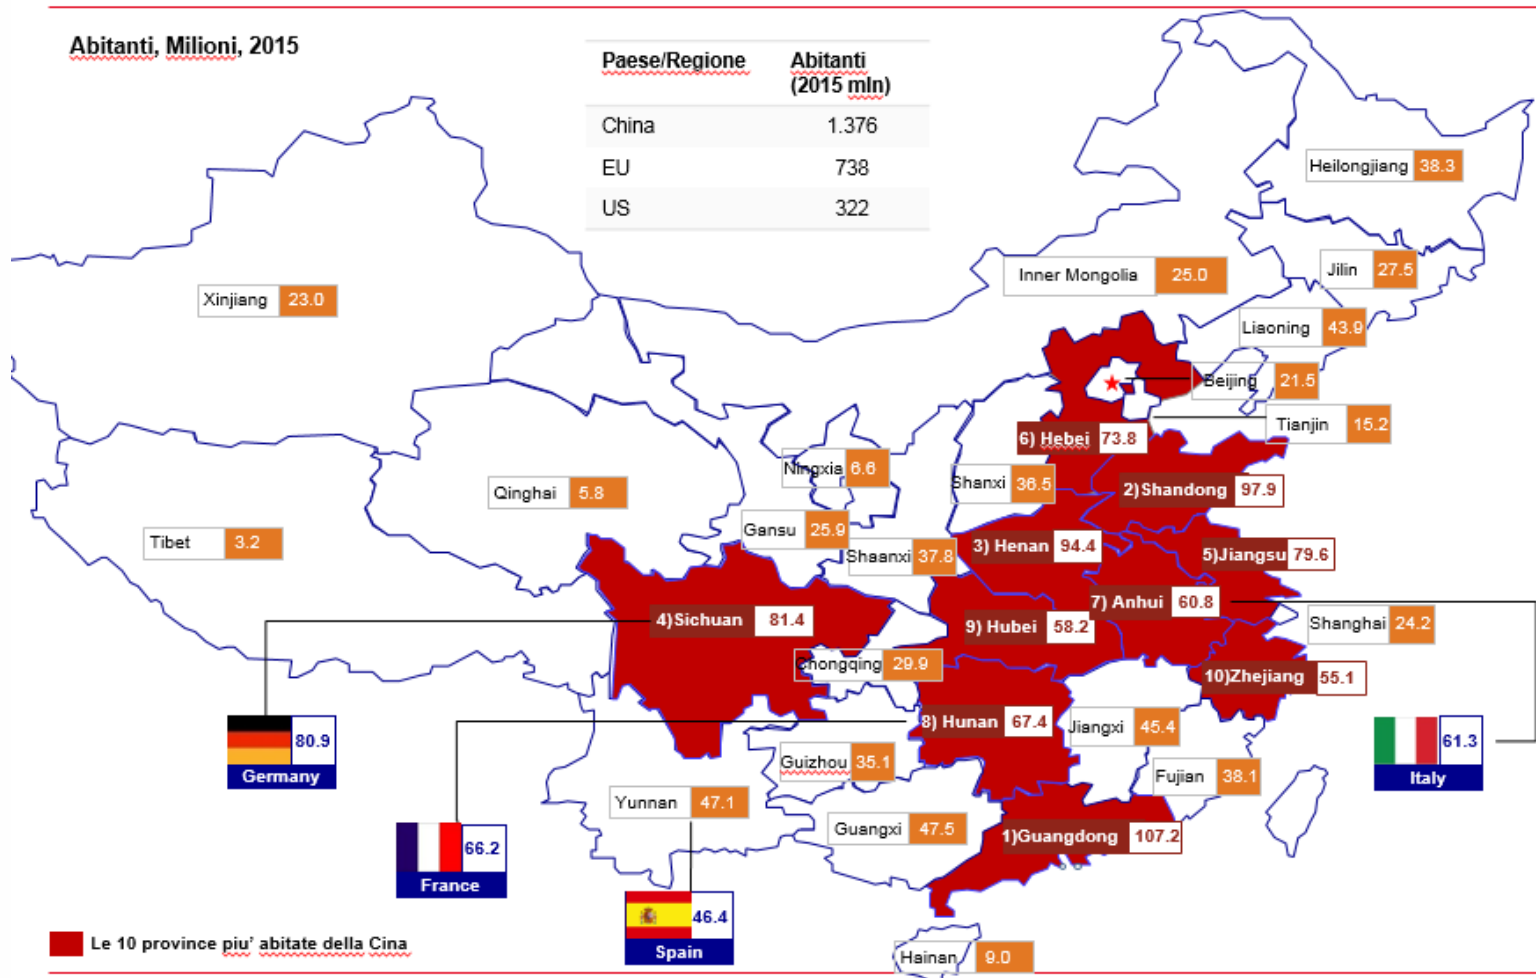 Abitanti, Milioni, 2015
Paese/Regione Abitanti
(2015 mln)
China 1.376
EU 738
US 322
Heilongjiang 38.3
Jilin 27.5
Inner Mongolia 25.0
Xinjiang 23.0
Liaoning 43.9
Beijing 21.5
Tianjin 15.2
6) Hebei 73.8
Ningxia 6.6
Shanxi 36.5
Qinghai 5.8
2)Shandong 97.9
Gansu 25.9
Tibet 3.2
Shaanxi 37.8
3) Henan 94.4
5)Jiangsu 79.6
7) Anhui 60.8
4)Sichuan 81.4
9) Hubei 58.2
Shanghai 24.2
Chongqing 29.9
10)Zhejiang 55.1
8) Hunan 67.4
Jiangxi 45.4
80.9
Germany
61.3
Italy
Guizhou 35.1
Fujian 38.1
Yunnan 47.1
Guangxi 47.5
1)Guangdong 107.2
66.2
France
46.4
Spain
Le 10 province piu’ abitate della Cina
Hainan 9.0